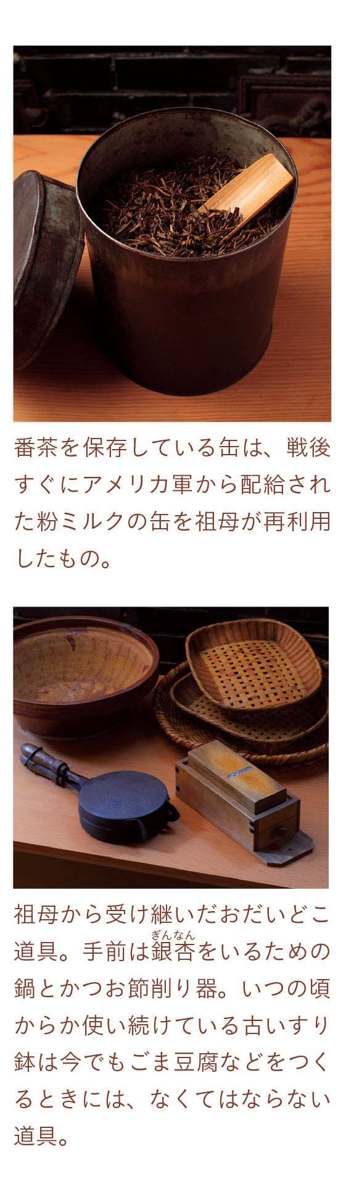 番茶を保存している缶は、戦後
すぐにアメリカ軍から配給され
た粉ミルクの缶を祖母が再利用
したもの。
祖母から受け継いだおだいどこ
道具。手前は銀杏をいるための
ぎんなん
鍋とかつお節削り器。いつの頃
からか使い続けている古いすり
鉢は今でもごま豆腐などをつく
るときには、なくてはならない
道具。